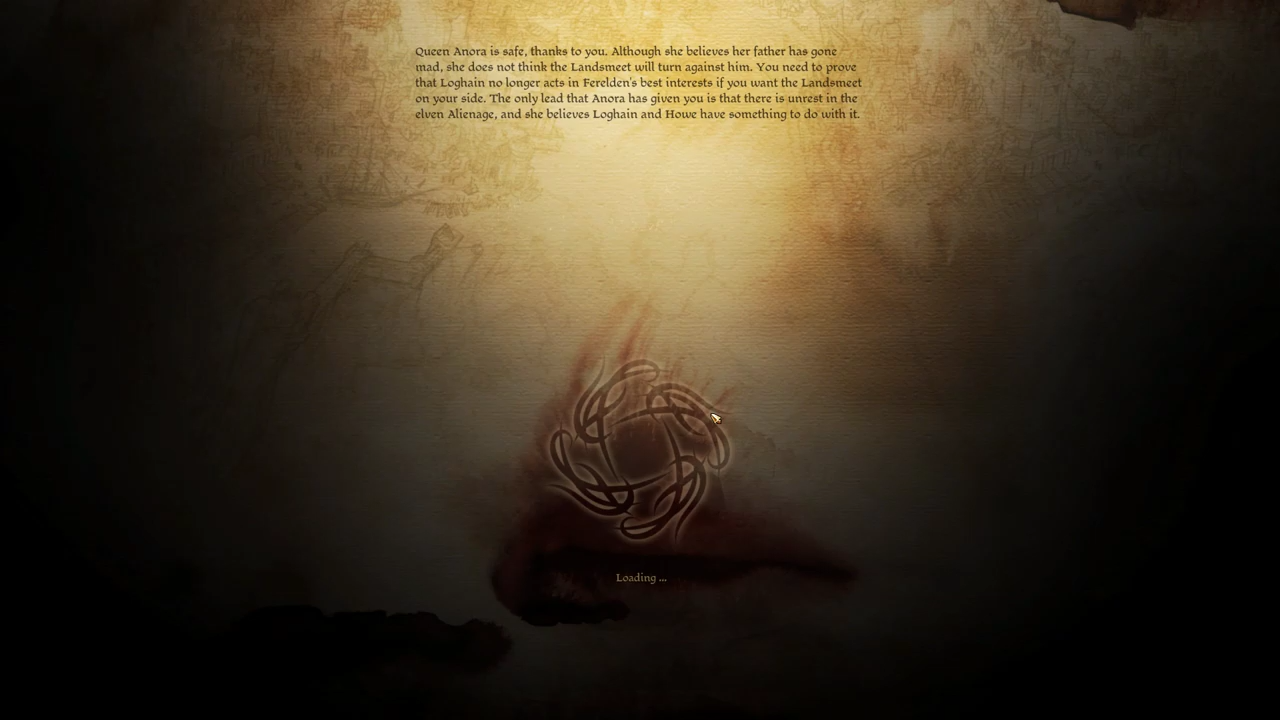 Queen Anora is safe, thanks to you. Although she believes her father has gone
mad, she does not think the Landsmeet will turn against him. You need to prove
that Loghain no longer acts in Ferelden's best interests if you want the Landsmeet
on your side. The only lead that Anora has given you is that there is unrest in the
elven Alienage, and she believes Loghain and Howe have something to do with it.
Loading ...